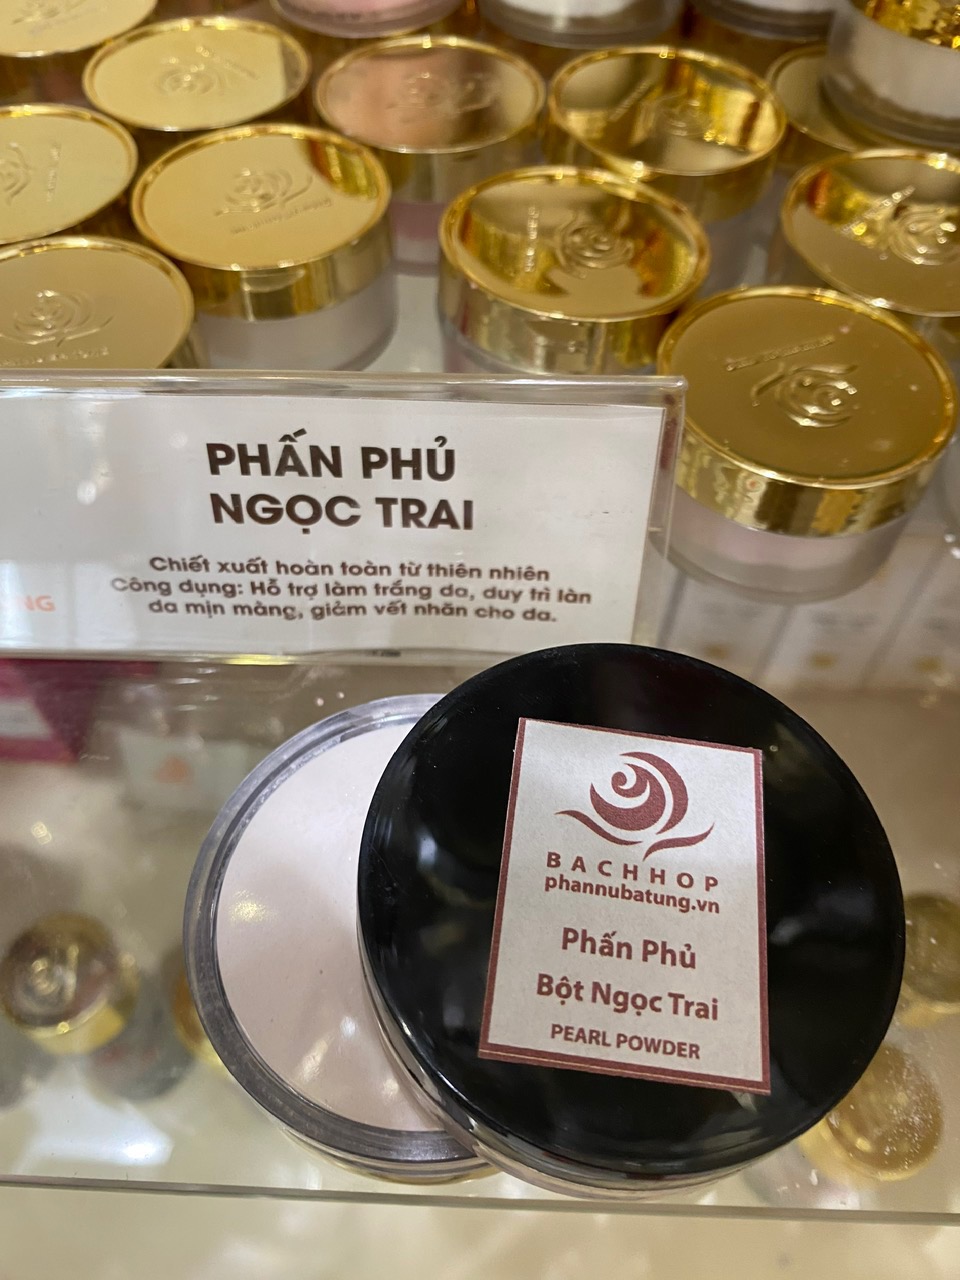 PHẤN PHỦ
NGỌC TRAI
Chiết xuất hoàn toàn từ thiên nhiên
Công dụng: Hỗ trợ làm trắng da, duy trì làn
da mịn màng, giảm vết nhăn cho da.
NG
BACHHOP
phannubatung.vn
Phấn Phủ
Bột Ngọc Trai
PEARL POWDER